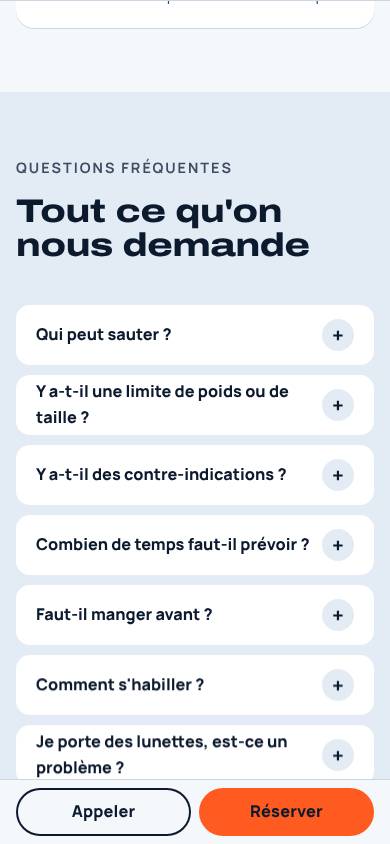 QUESTIONS FRÉQUENTES
Tout ce qu'on
nous demande
Qui peut sauter ?
Y a-t-il une limite de poids ou de
taille ?
Y a-t-il des contre-indications ?
Combien de temps faut-il prévoir ?
Faut-il manger avant ?
Comment s'habiller ?
Je porte des lunettes, est-ce un
problème ?
Appeler
Réserver